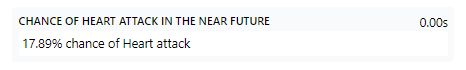 CHANCE OF HEART ATTACK IN THE NEAR FUTURE 0.00s
17.89% chance of Heart attack